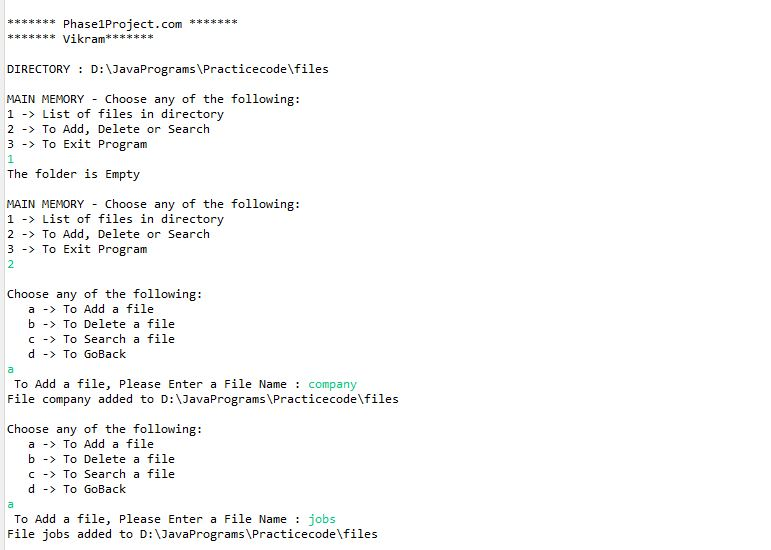 ******* Phase1Project.com *******
******* Vikram*******
DIRECTORY : D:\JavaPrograms\Practicecode\files
MAIN MEMORY - Choose any of the following:
1 -> List of files in directory
2 -> To Add, Delete or Search
3 -> To Exit Program
1
The folder is Empty
MAIN MEMORY - Choose any of the following:
1 -> List of files in directory
2 -> To Add, Delete or Search
3 -> To Exit Program
2
Choose any of the following:
a -> To Add a file
b -> To Delete a file
c -> To Search a file
d -> To GoBack
a
To Add a file, Please Enter a File Name : company
File company added to D:\JavaPrograms\Practicecode\files
Choose any of the following:
a -> To Add a file
b -> To Delete a file
c -> To Search a file
d -> To GoBack
a
To Add a file, Please Enter a File Name : jobs
File jobs added to D:\JavaPrograms\Practicecode\files